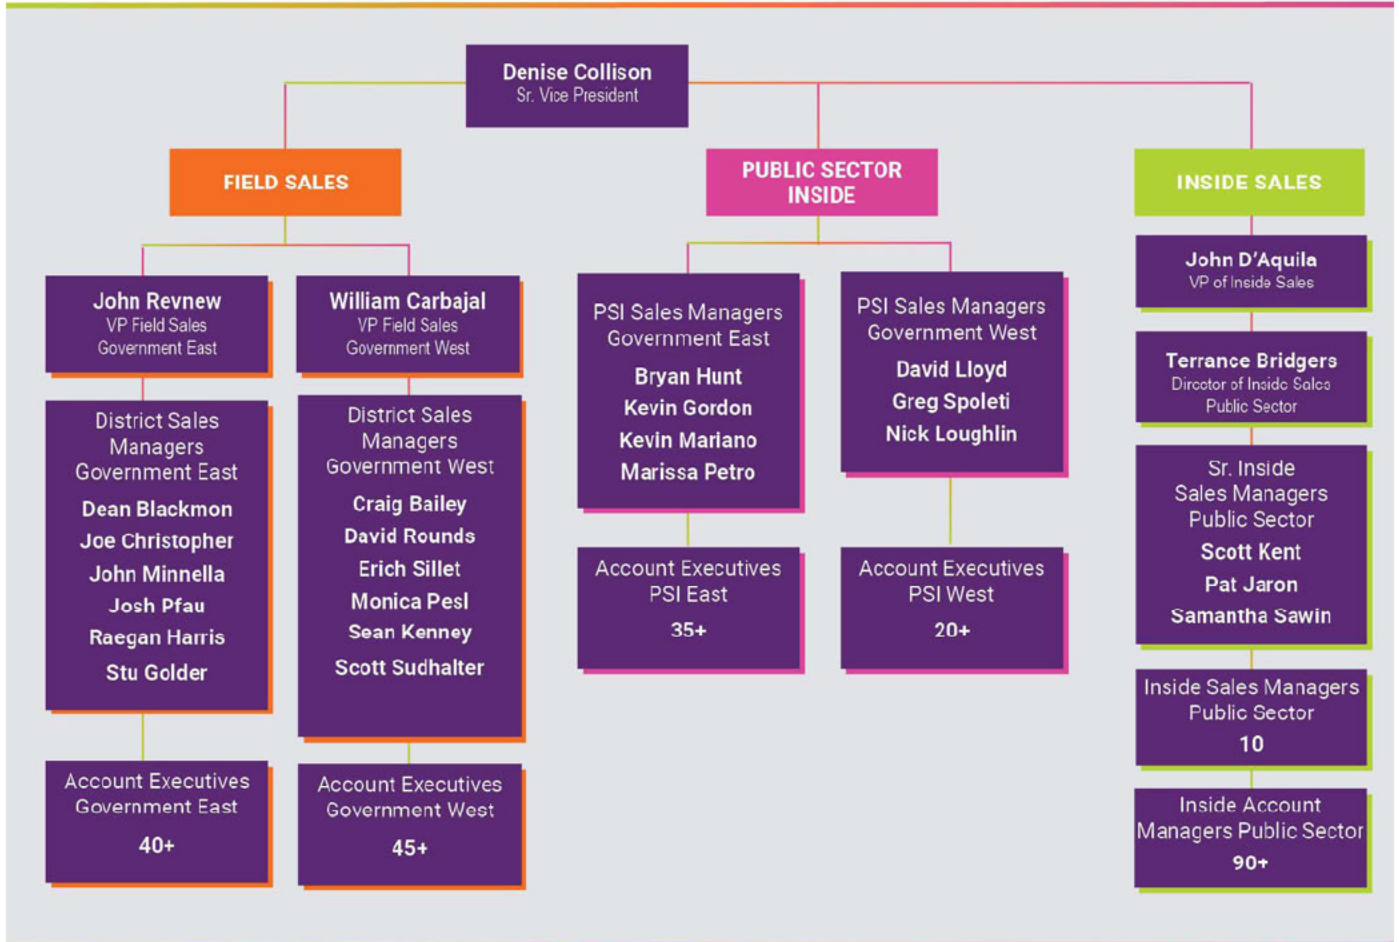 Denise Collison
Sr. Vice President
FIELD SALES
John Revnew
VP Field Sales
Government East
District Sales
Managers
Government East
Dean Blackmon
Joe Christopher
John Minnella
Josh Pfau
Raegan Harris
Stu Golder
Account Executives
Government East
40+
William Carbajal
VP Field Sales
Government West
District Sales
Managers
Government West
Craig Bailey
David Rounds
Erich Sillet
Monica Pesl
Sean Kenney
Scott Sudhalter
Account Executives
Government West
45+
PUBLIC SECTOR
INSIDE
PSI Sales Managers
Government East
Bryan Hunt
Kevin Gordon
Kevin Mariano
Marissa Petro
Account Executives
PSI East
35+
PSI Sales Managers
Government West
David Lloyd
Greg Spoleti
Nick Loughlin
Account Executives
PSI West
20+
INSIDE SALES
John D'Aquila
VP of Inside Sales
Terrance Bridgers
Director of Inside Sales
Public Sector
Sr. Inside
Sales Managers
Public Sector
Scott Kent
Pat Jaron
Samantha Sawin
Inside Sales Managers
Public Sector
10
Inside Account
Managers Public Sector
90+